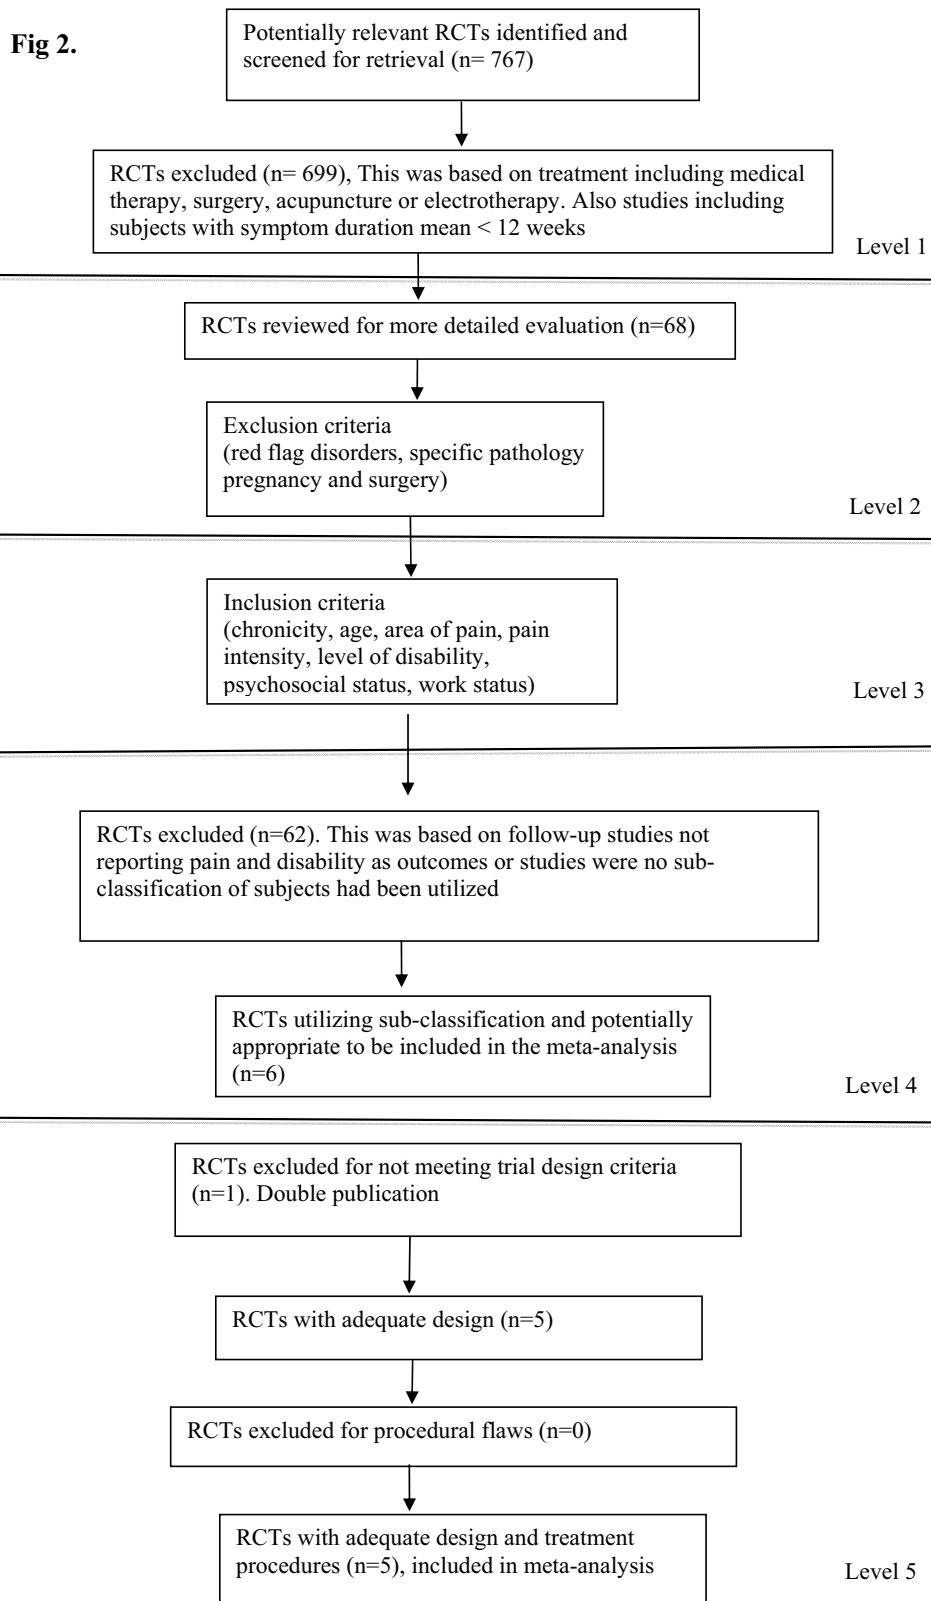 Fig 2.
Potentially relevant RCTs identified and
screened for retrieval (n= 767)
RCTs excluded (n= 699), This was based on treatment including medical
therapy, surgery, acupuncture or electrotherapy. Also studies including
subjects with symptom duration mean < 12 weeks
Level 1
RCTs reviewed for more detailed evaluation (n=68)
Exclusion criteria
(red flag disorders, specific pathology
pregnancy and surgery)
Level 2
Inclusion criteria
(chronicity, age, area of pain, pain
intensity, level of disability,
psychosocial status, work status)
Level 3
RCTs excluded (n=62). This was based on follow-up studies not
reporting pain and disability as outcomes or studies were no sub-
classification of subjects had been utilized
RCTs utilizing sub-classification and potentially
appropriate to be included in the meta-analysis
(n=6)
Level 4
RCTs excluded for not meeting trial design criteria
(n=1). Double publication
RCTs with adequate design (n=5)
RCTs excluded for procedural flaws (n=0)
RCTs with adequate design and treatment
procedures (n=5), included in meta-analysis
Level 5